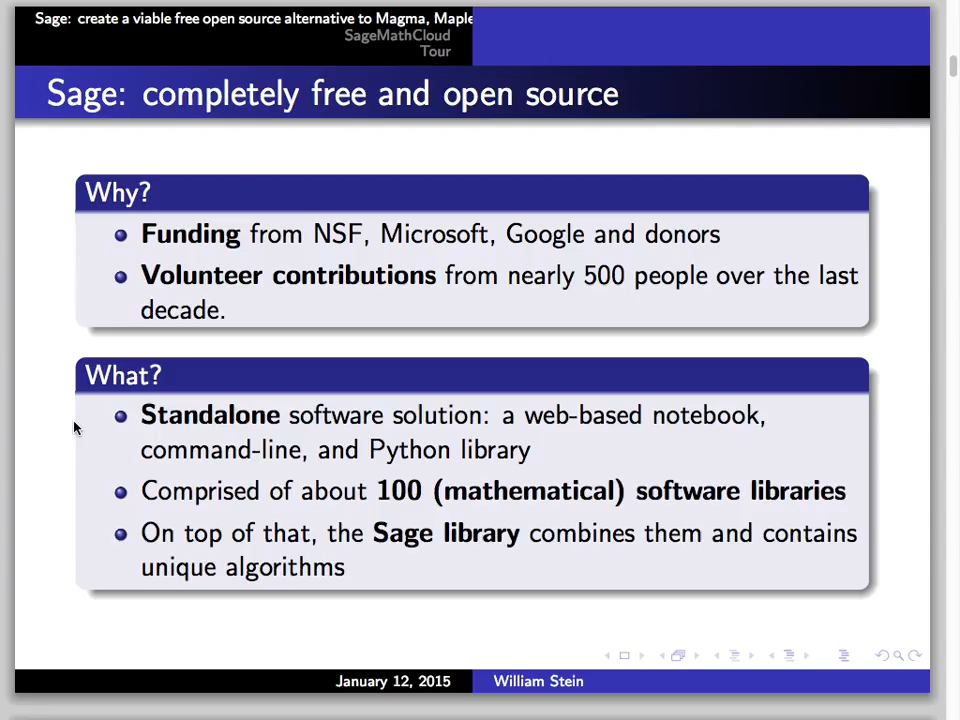 Sage: create a viable free open source alternative to Magma, Maple
SageMathCloud
Tour
Sage: completely free and open source
Why?
Funding from NSF, Microsoft, Google and donors
Volunteer contributions from nearly 500 people over the last
decade.
What?
Standalone software solution: a web-based notebook,
command-line, and Python library
Comprised of about 100 (mathematical) software libraries
On top of that, the Sage library combines them and contains
unique algorithms
January 12, 2015
William Stein